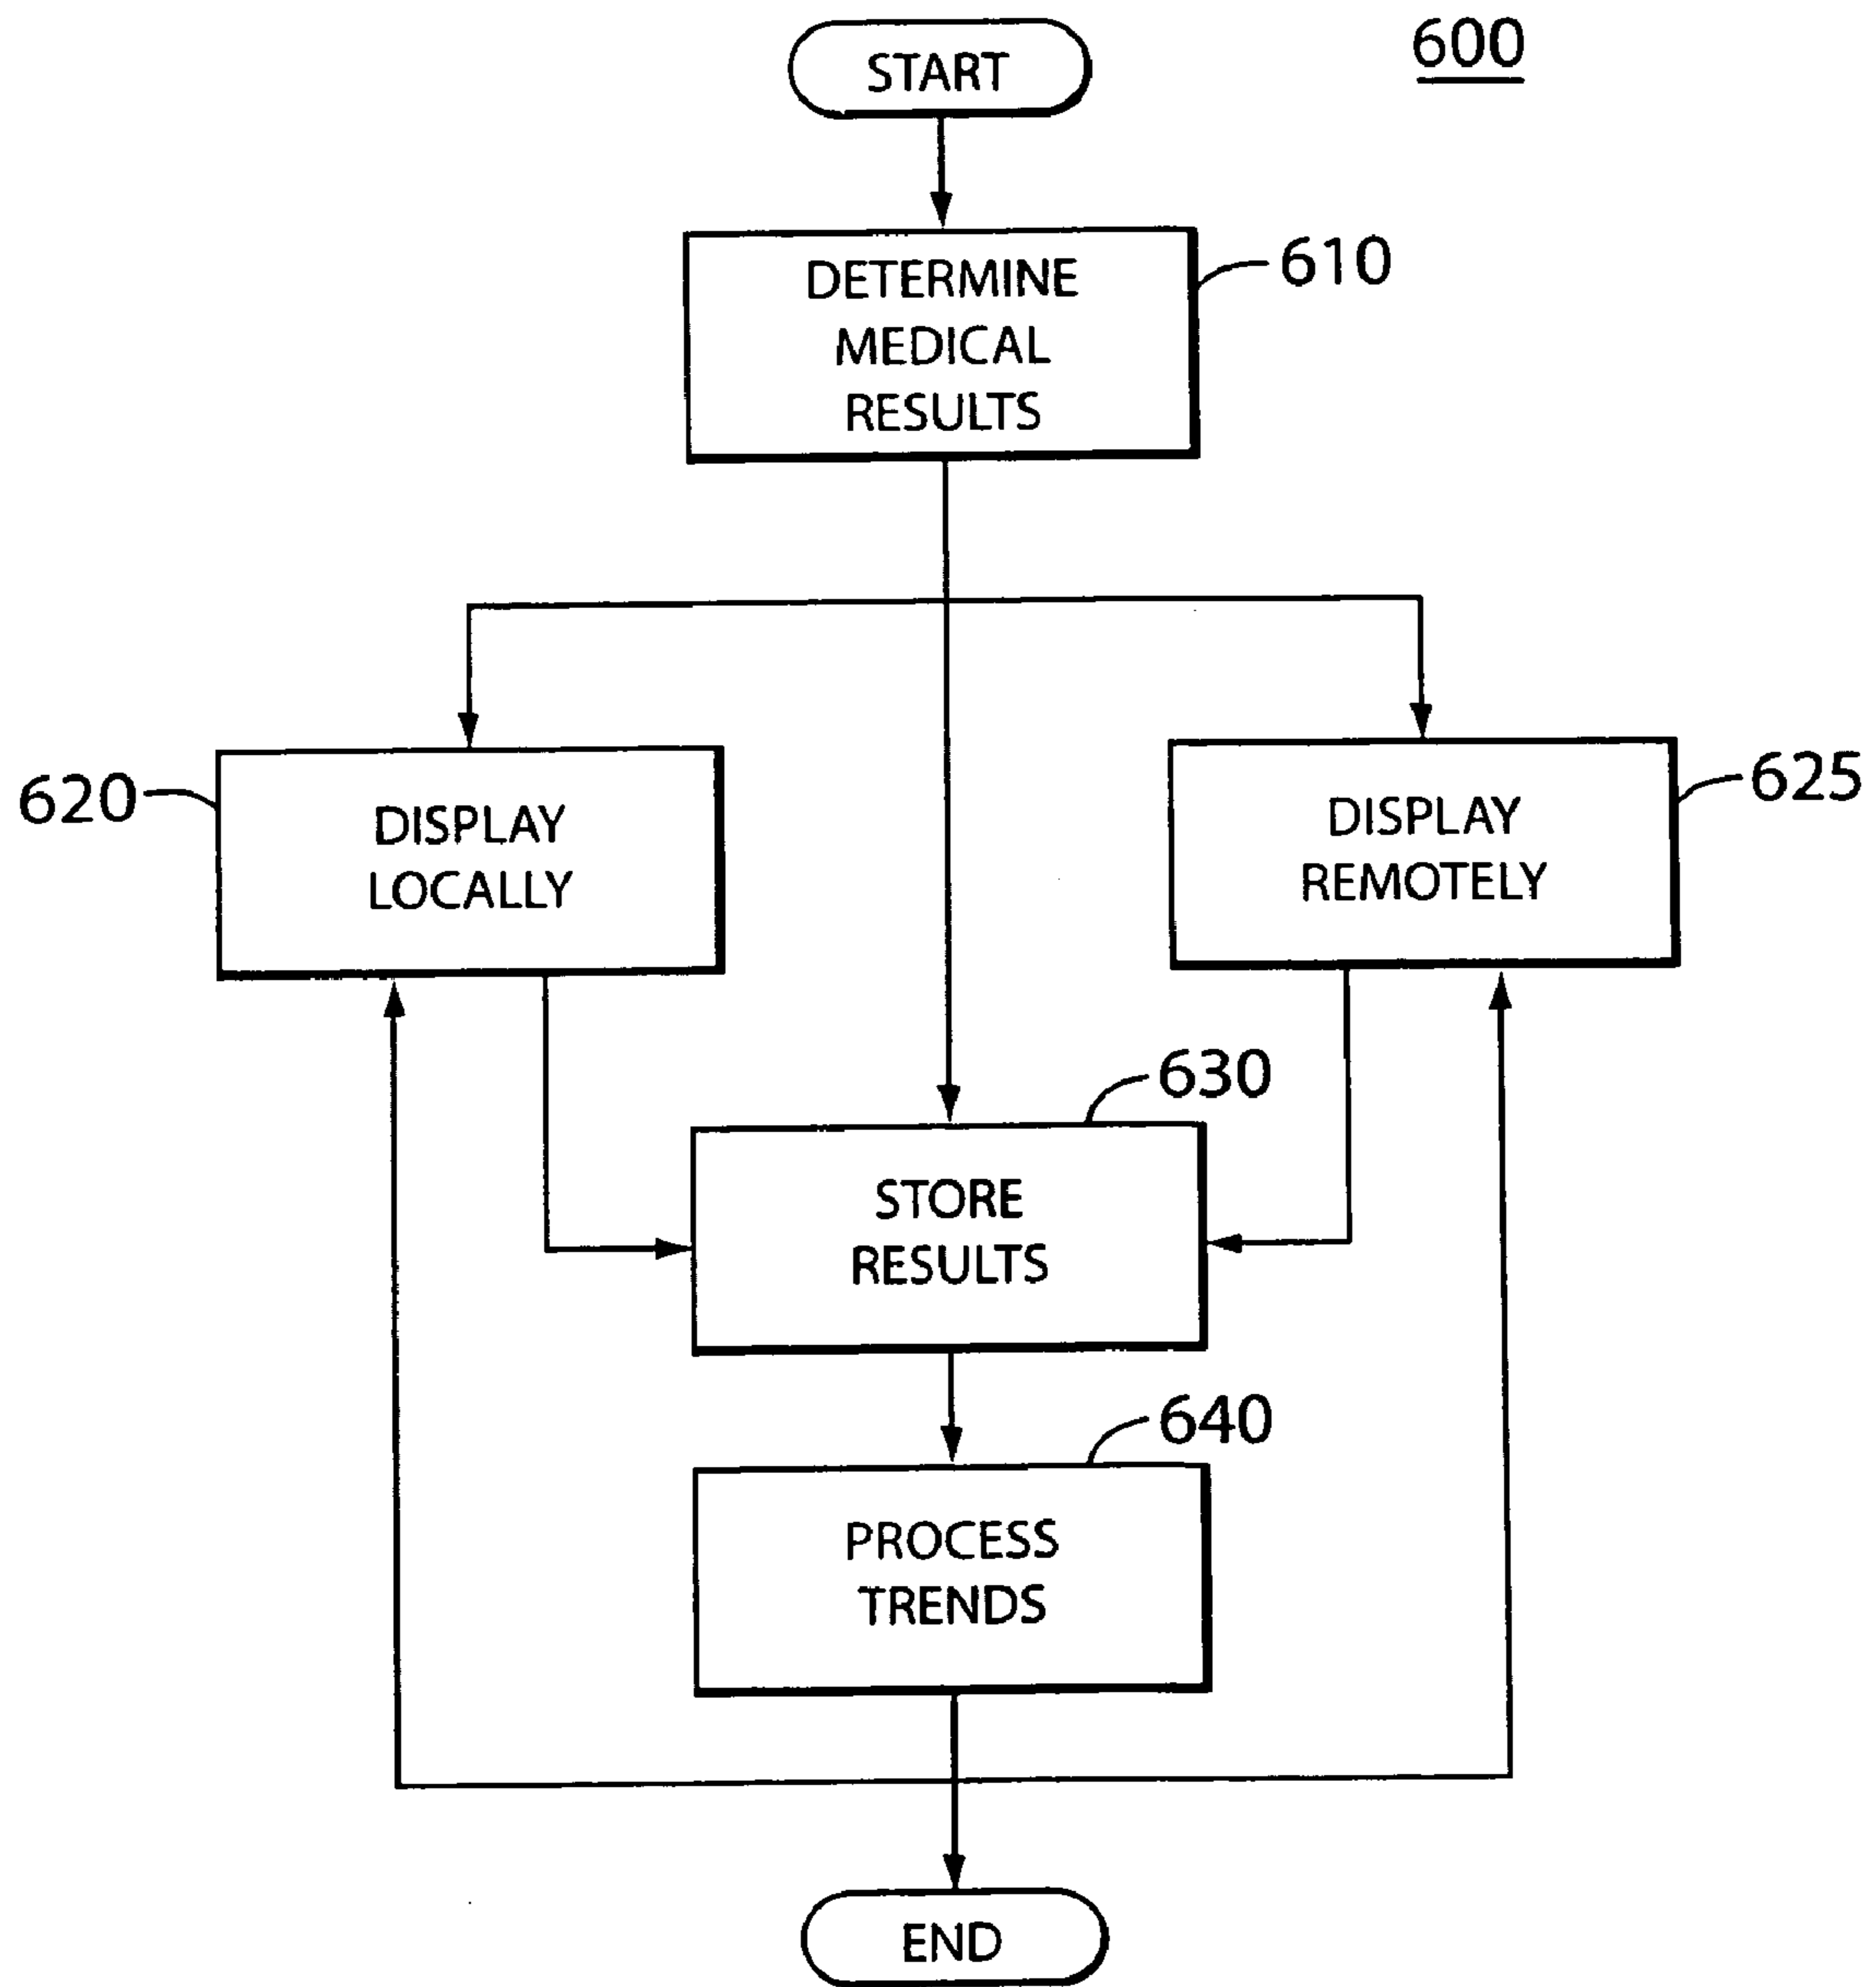 600
START
DETERMINE
MEDICAL
RESULTS
610
620
DISPLAY
LOCALLY
DISPLAY
REMOTELY
625
630
STORE
RESULTS
640
PROCESS
TRENDS
END